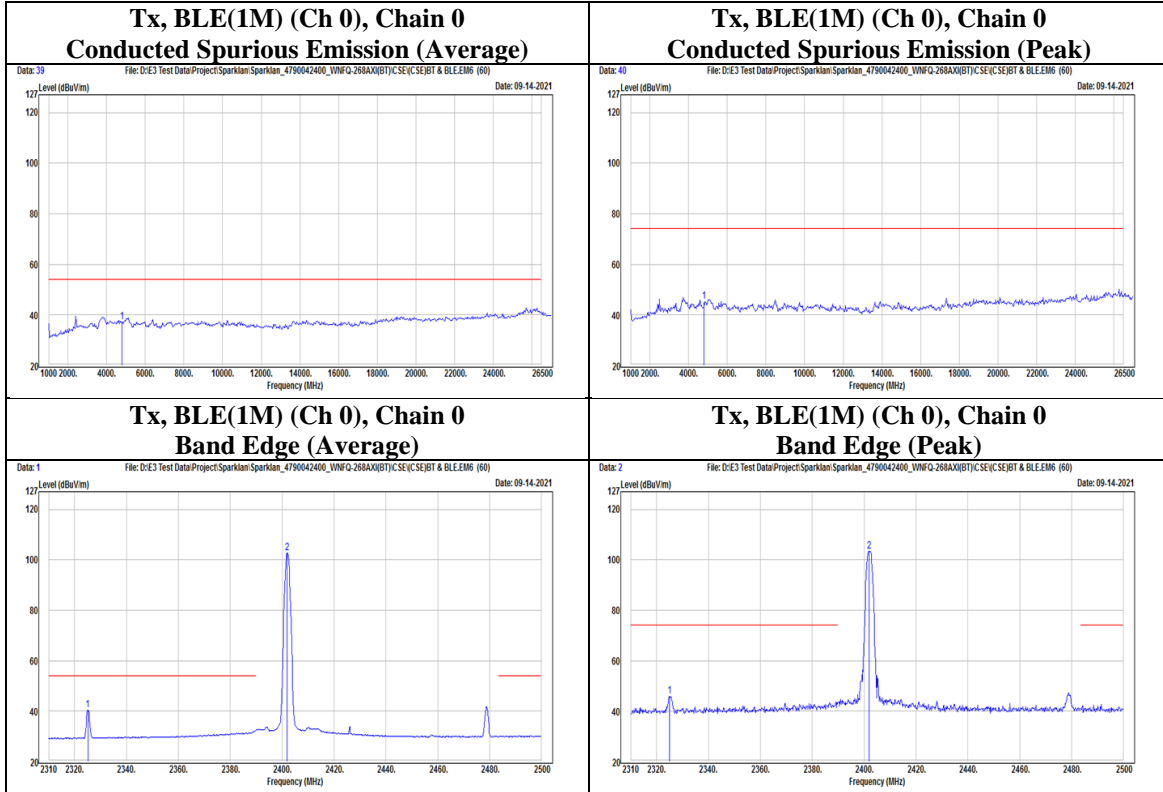 Tx, BLE(1M) (Ch 0), Chain 0
Conducted Spurious Emission (Average)
Data: 39 File: D:\E3 Test Data\Project\Sparklan\Sparklan_4790042400_WNFQ-268AXI(BT)\CSE\(CSE)BT & BLE.EM6 (60)
127 Level (dBuV/m) Date: 09-14-2021
120
100
80
60
40
1
20
1000 2000. 4000. 6000. 8000. 10000. 12000. 14000. 16000. 18000. 20000. 22000. 24000. 26500
Frequency (MHz)
Tx, BLE(1M) (Ch 0), Chain 0
Conducted Spurious Emission (Peak)
Data: 40 File: D:\E3 Test Data\Project\Sparklan\Sparklan_4790042400_WNFQ-268AXI(BT)\CSE\(CSE)BT & BLE.EM6 (60)
127 Level (dBuV/m) Date: 09-14-2021
120
100
80
60
1
40
20
1000 2000. 4000. 6000. 8000. 10000. 12000. 14000. 16000. 18000. 20000. 22000. 24000. 26500
Frequency (MHz)
Tx, BLE(1M) (Ch 0), Chain 0
Band Edge (Average)
Data: 1 File: D:\E3 Test Data\Project\Sparklan\Sparklan_4790042400_WNFQ-268AXI(BT)\CSE\(CSE)BT & BLE.EM6 (60)
127 Level (dBuV/m) Date: 09-14-2021
120
2
100
80
60
1
40
20
2310 2320. 2340. 2360. 2380. 2400. 2420. 2440. 2460. 2480. 2500
Frequency (MHz)
Tx, BLE(1M) (Ch 0), Chain 0
Band Edge (Peak)
Data: 2 File: D:\E3 Test Data\Project\Sparklan\Sparklan_4790042400_WNFQ-268AXI(BT)\CSE\(CSE)BT & BLE.EM6 (60)
127 Level (dBuV/m) Date: 09-14-2021
120
2
100
80
60
1
40
20
2310 2320. 2340. 2360. 2380. 2400. 2420. 2440. 2460. 2480. 2500
Frequency (MHz)